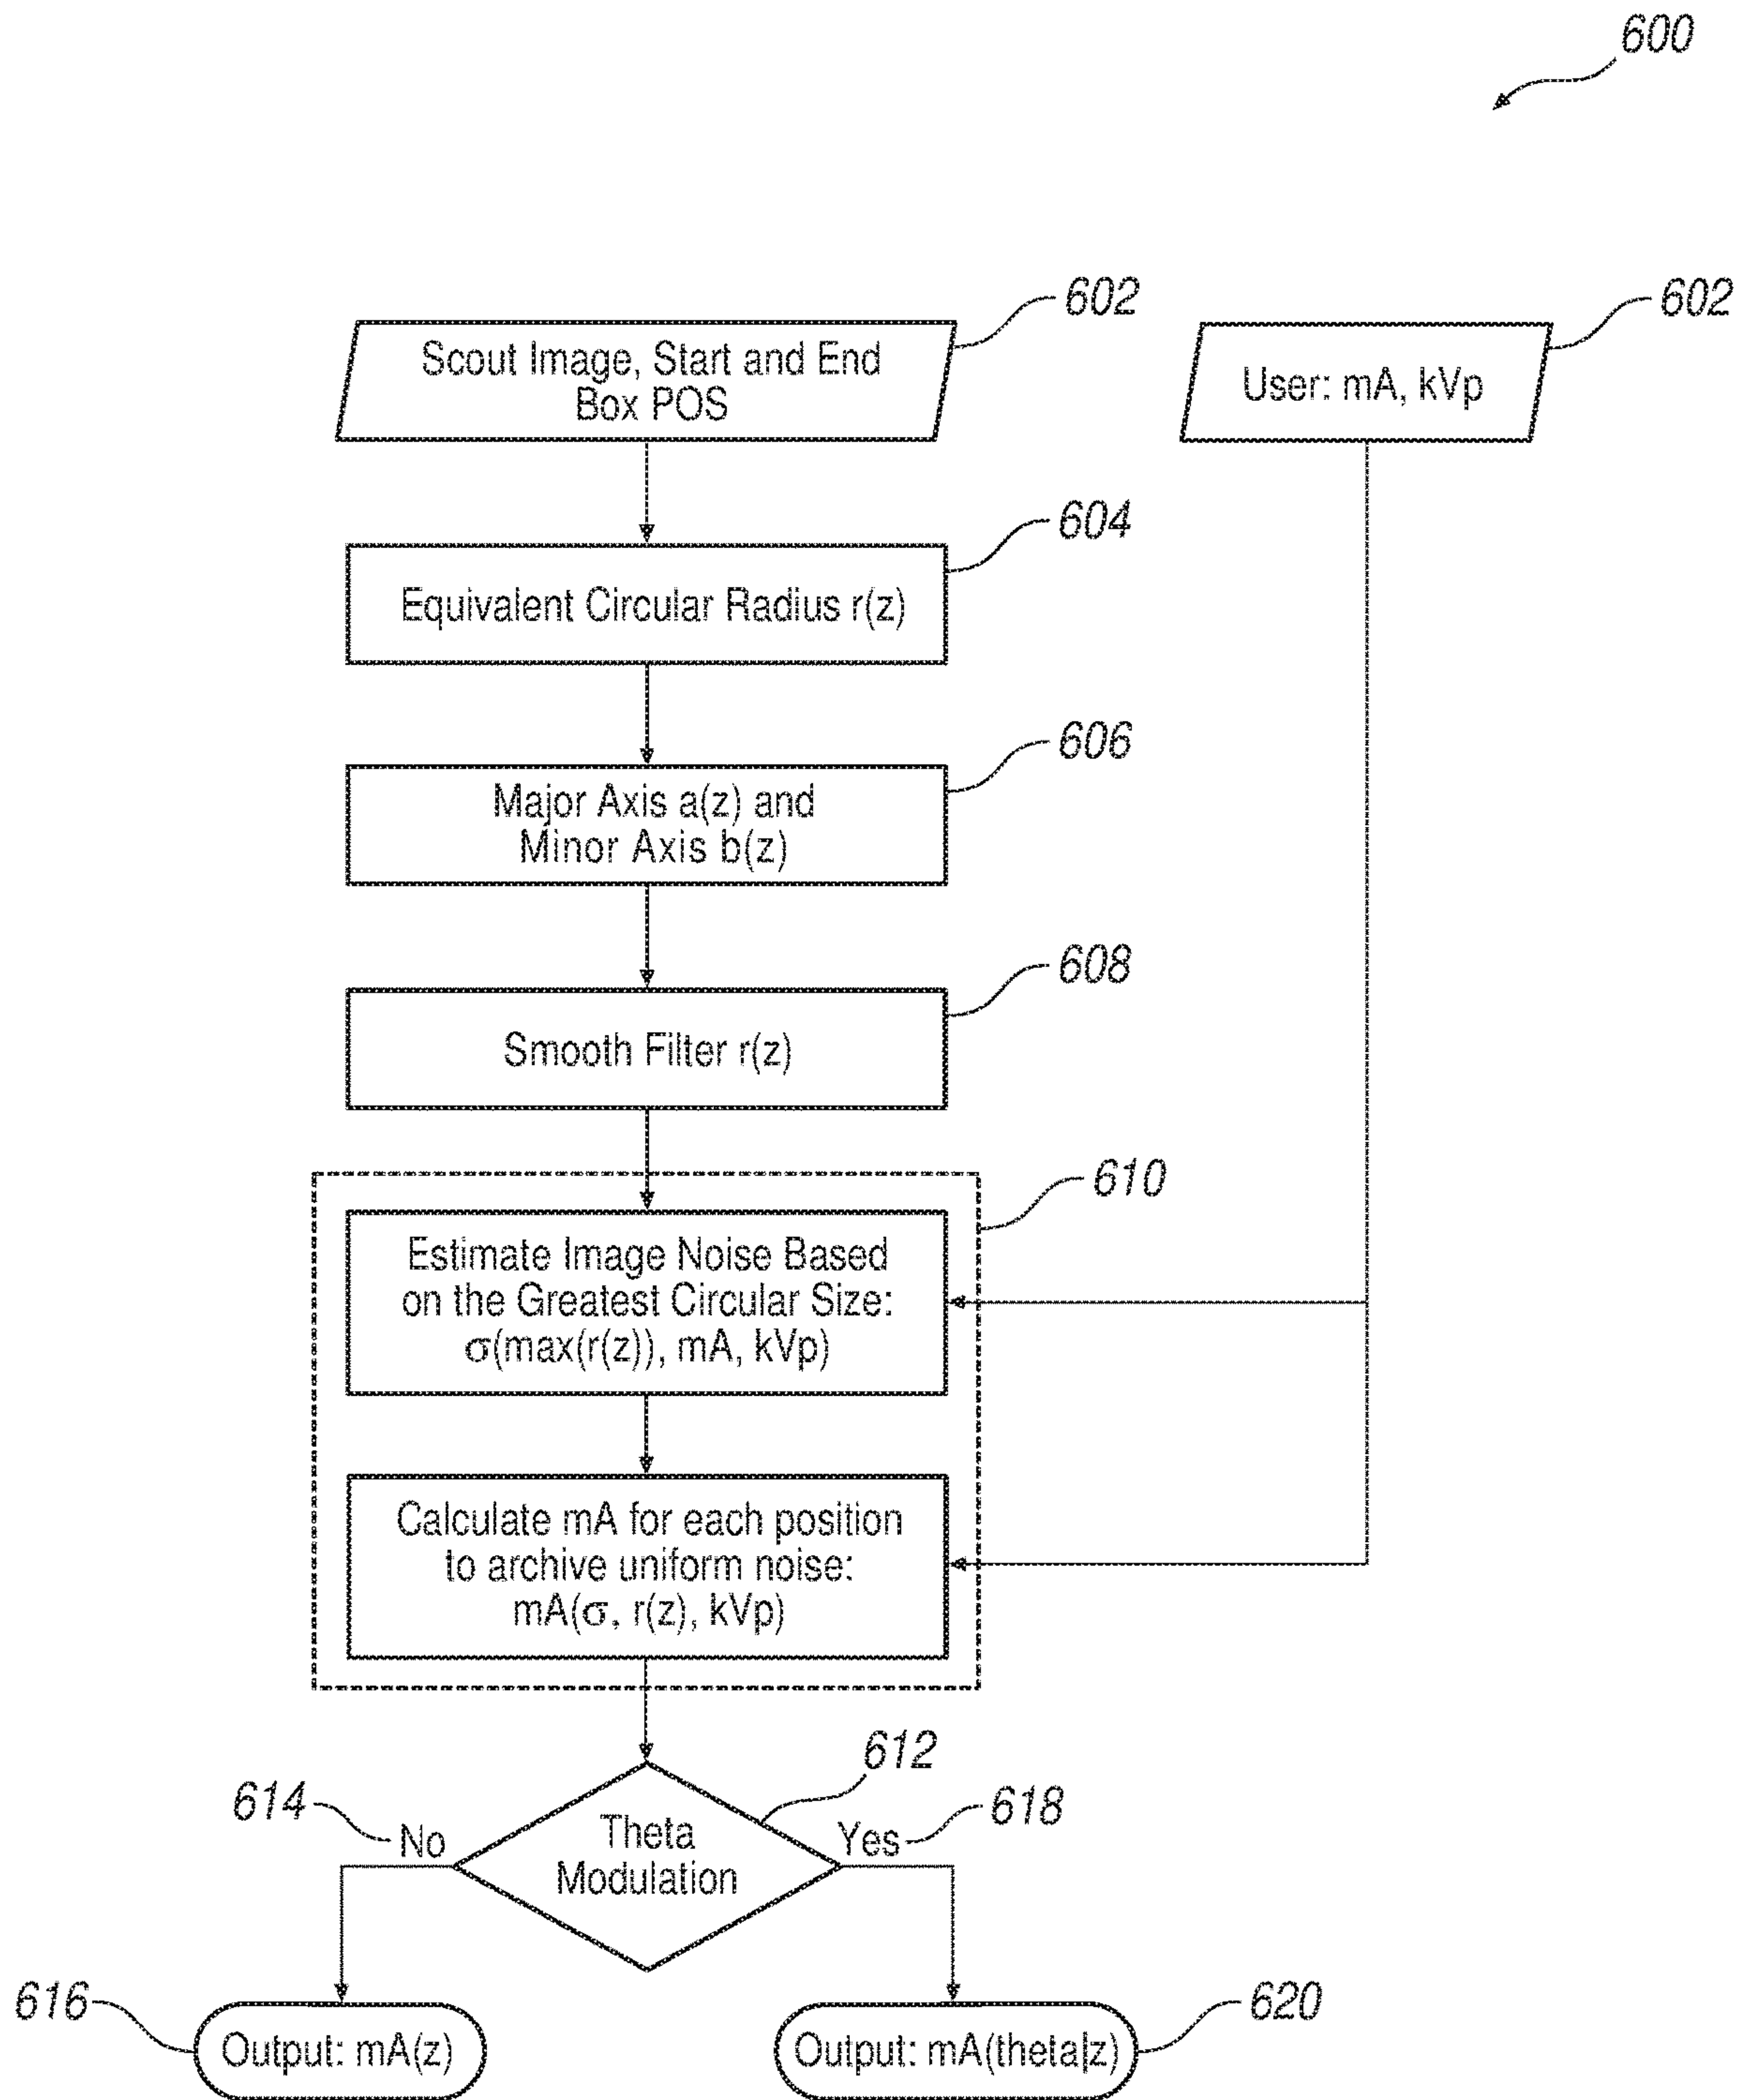 600
602
Scout Image, Start and End
Box POS
602
User: mA, kVp
604
Equivalent Circular Radius r(z)
606
Major Axis a(z) and
Minor Axis b(z)
608
Smooth Filter r(z)
610
Estimate Image Noise Based
on the Greatest Circular Size:
σ(max(r(z)), mA, kVp)
Calculate mA for each position
to archive uniform noise:
mA(σ, r(z), kVp)
612
614
No
Theta
Modulation
Yes
618
616
Output: mA(z)
620
Output: mA(theta|z)